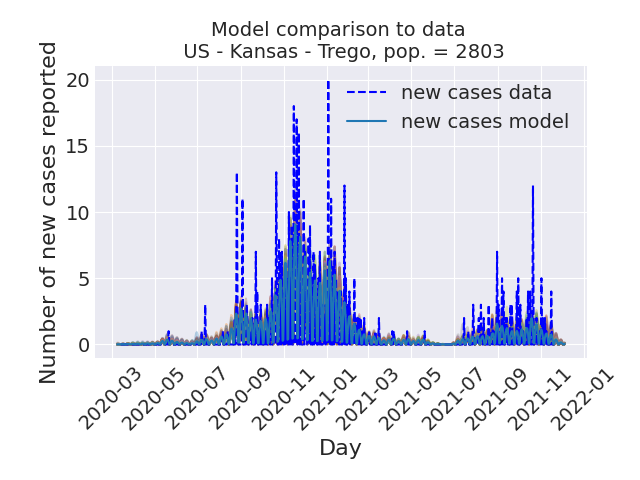 Model comparison to data
US - Kansas - Trego, pop. = 2803
Number of new cases reported
20
15
10
5
0
new cases data
new cases model
2020-03
2020-05
2020-07
2020-09
2020-11
2021-01
2021-03
2021-05
2021-07
2021-09
2021-11
2022-01
Day